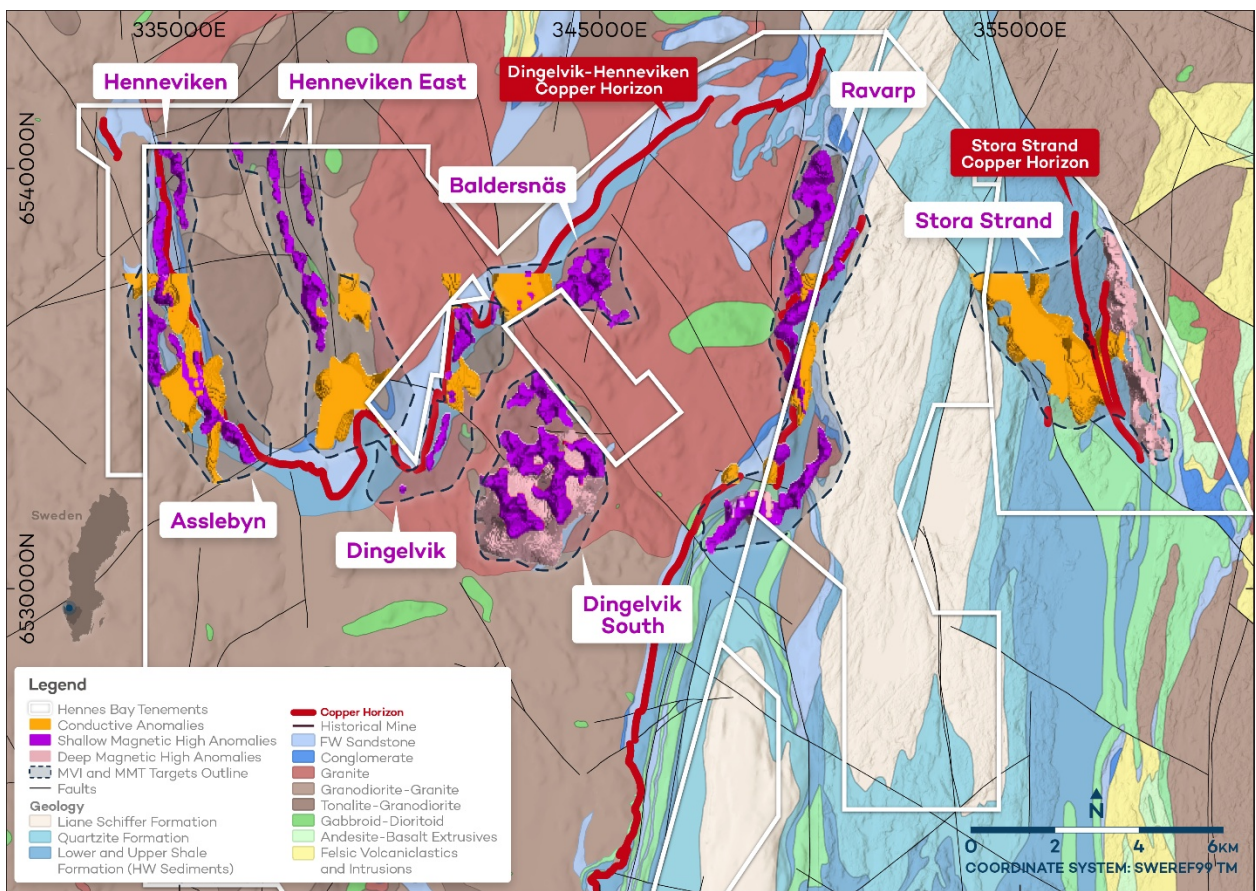 335000E
345000E
355000E
Henneviken
Henneviken East
Dingelvik-Henneviken
Copper Horizon
Ravarp
6540000N
Stora Strand
Copper Horizon
Baldersnäs
Stora Strand
Asslebyn
Sweden
Dingelvik
6530000N
Dingelvik
South
Legend
Hennes Bay Tenements
Conductive Anomalies
Shallow Magnetic High Anomalies
Deep Magnetic High Anomalies
MVI and MMT Targets Outline
Faults
Geology
Liane Schiffer Formation
Quartzite Formation
Lower and Upper Shale
Formation (HW Sediments)
Copper Horizon
Historical Mine
FW Sandstone
Conglomerate
Granite
Granodiorite-Granite
Tonalite-Granodiorite
Gabbroid-Dioritoid
Andesite-Basalt Extrusives
Felsic Volcaniclastics
and Intrusions
N
0 2 4 6KM
COORDINATE SYSTEM: SWEREF99 TM